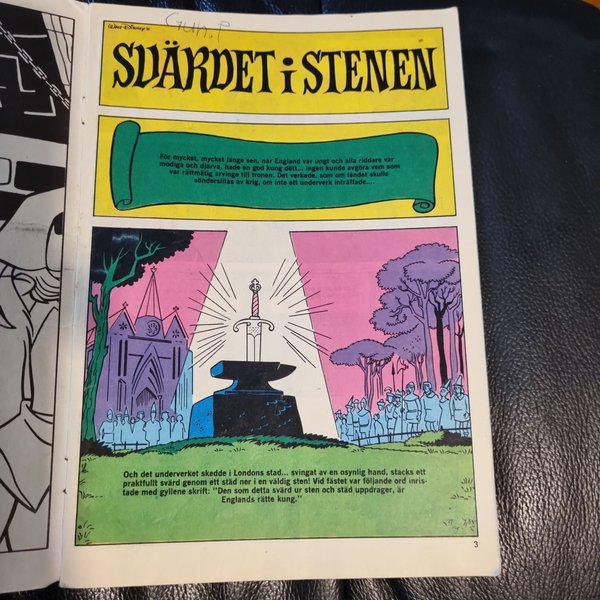 WALT DISNEY's
SVÄRDET i STENEN
För mycket, mycket länge sen, när England var ungt och alla riddare var
modiga och djärva, hade en god kung dött... ingen kunde avgöra vem som
var rättmätig arvinge till tronen. Det verkade, som om landet skulle
söndersliltas av krig, om inte ett underverk inträffade....
Och det underverket skedde i Londons stad... svingat av en osynlig hand, stacks ett
praktfullt svärd genom ett städ ner i en väldig sten! Vid fästet var följande ord inris-
tade med gyllene skrift: "Den som detta svärd ur sten och städ uppdrager, är
Englands rätte kung."
3